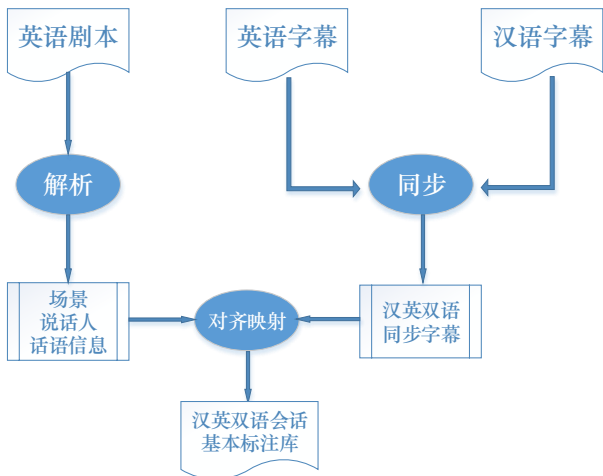 英语剧本
英语字幕
汉语字幕
解析
同步
场景
说话人
话语信息
对齐映射
汉英双语
同步字幕
汉英双语会话
基本标注库